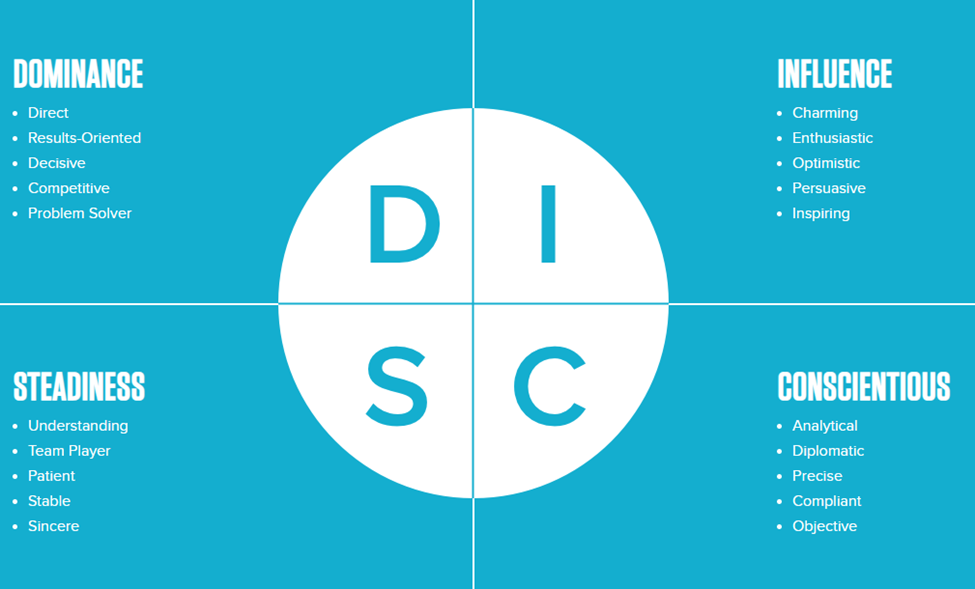 DOMINANCE
• Direct
• Results-Oriented
• Decisive
• Competitive
• Problem Solver
INFLUENCE
• Charming
• Enthusiastic
• Optimistic
• Persuasive
• Inspiring
D I
S C
STEADINESS
• Understanding
• Team Player
• Patient
• Stable
• Sincere
CONSCIENTIOUS
• Analytical
• Diplomatic
• Precise
• Compliant
• Objective